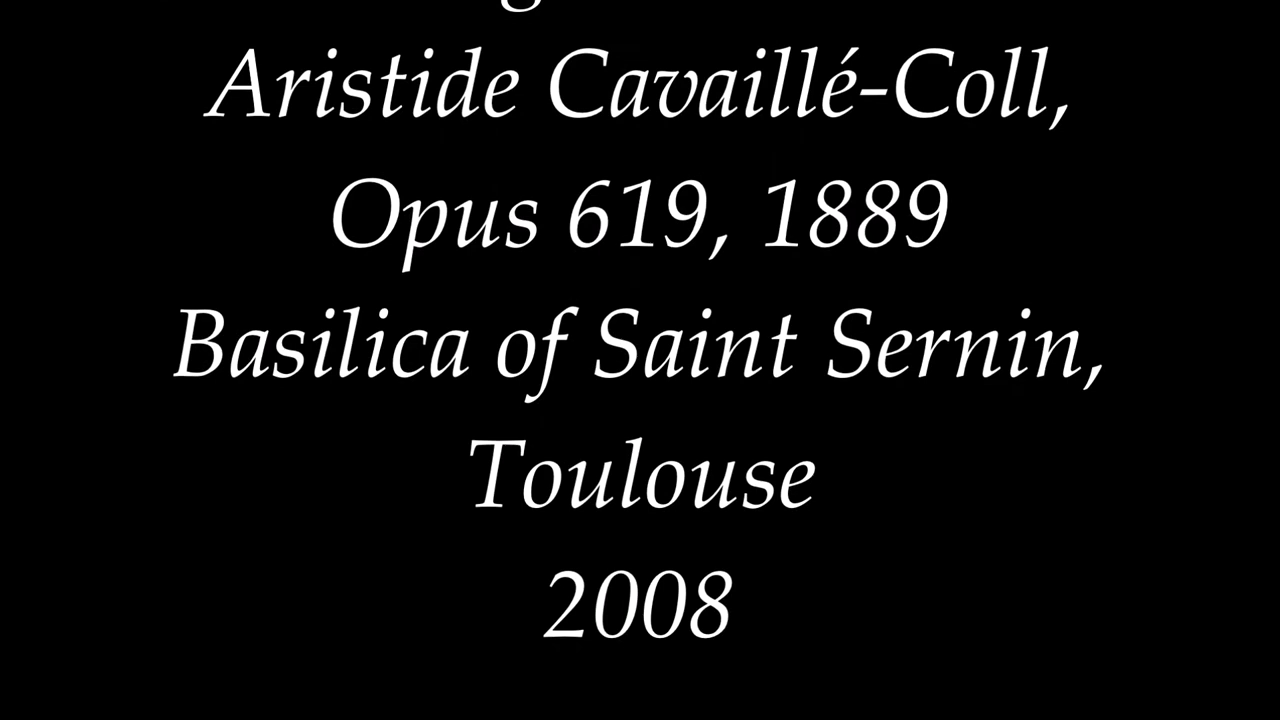 Aristide Cavaillé-Coll,
Opus 619, 1889
Basilica of Saint Sernin,
Toulouse
2008